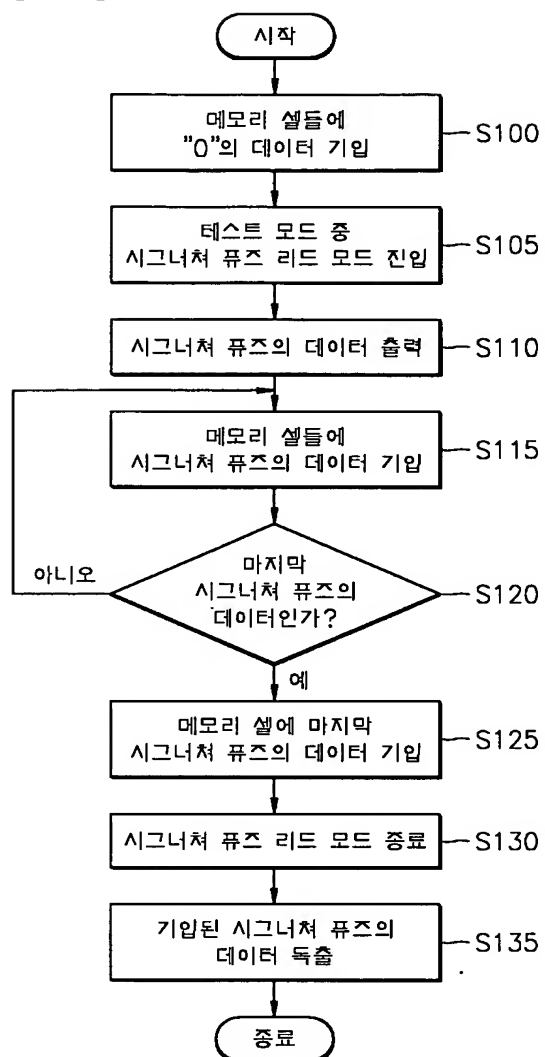 시작
메모리 셀들에
"0"의 데이터 기입
S100
테스트 모드 중
시그너쳐 퓨즈 리드 모드 진입
S105
시그너쳐 퓨즈의 데이터 출력
S110
메모리 셀들에
시그너쳐 퓨즈의 데이터 기입
S115
마지막
시그너쳐 퓨즈의
데이터인가?
S120
아니오
예
메모리 셀에 마지막
시그너쳐 퓨즈의 데이터 기입
S125
시그너쳐 퓨즈 리드 모드 종료
S130
기입된 시그너쳐 퓨즈의
데이터 독출
S135
종료